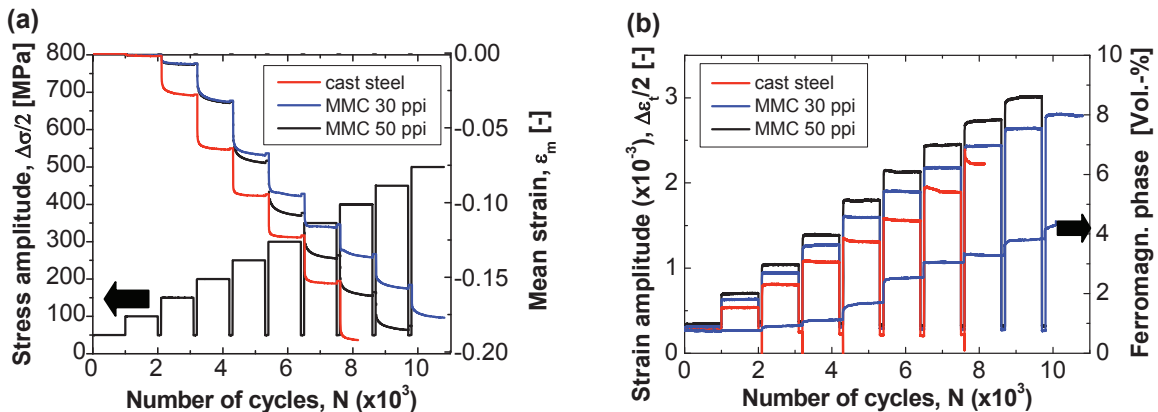 (a)
Stress amplitude, Δσ/2 [MPa]
800
700
600
500
400
300
200
100
0
0 2 4 6 8 10
Number of cycles, N (x10³)
cast steel
MMC 30 ppi
MMC 50 ppi
0.00
-0.05
-0.10
-0.15
-0.20
Mean strain, εm [-]
(b)
Strain amplitude (x10⁻³), Δεt/2 [-]
3
2
1
0
0 2 4 6 8 10
Number of cycles, N (x10³)
cast steel
MMC 30 ppi
MMC 50 ppi
10
8
6
4
2
0
Ferromagn. phase [Vol.-%]